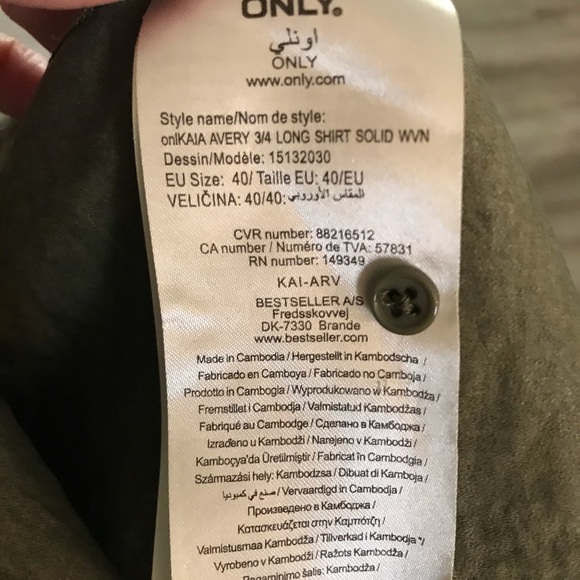 ONLY.
اونلي
ONLY
www.only.com
Style name/Nom de style:
onlKAIA AVERY 3/4 LONG SHIRT SOLID WVN
Dessin/Modèle: 15132030
EU Size: 40/ Taille EU: 40/EU
VELIČINA: 40/40:المقاس الأوروبي
CVR number: 88216512
CA number / Numéro de TVA: 57831
RN number: 149349
KAI-ARV
BESTSELLER A/S
Fredsskovvej
DK-7330 Brande
www.bestseller.com
Made in Cambodia / Hergestellt in Kambodscha /
Fabricado en Camboya / Fabricado no Camboja /
Prodotto in Cambogia / Wyprodukowano w Kambodża /
Fremstillet i Cambodja / Valmistatud Kambodžas /
Fabriqué au Cambodge / Сделано в Камбоджа /
Izrađeno u Kambodži / Narejeno v Kambodži /
Kamboçya'da Üretilmiştir / Fabricat în Cambodgia /
Származási hely: Kambodzsa / Dibuat di Kamboja /
صنع في كمبوديا / Vervaardigd in Cambodja /
Произведено в Камбоджа /
Κατασκευάζεται στην Καμπότζη /
Valmistusmaa Kambodža / Tillverkad i Kambodja */
Vyrobeno v Kambodži / Ražots Kambodžā /
Pagaminimo šalis: Kambodža /